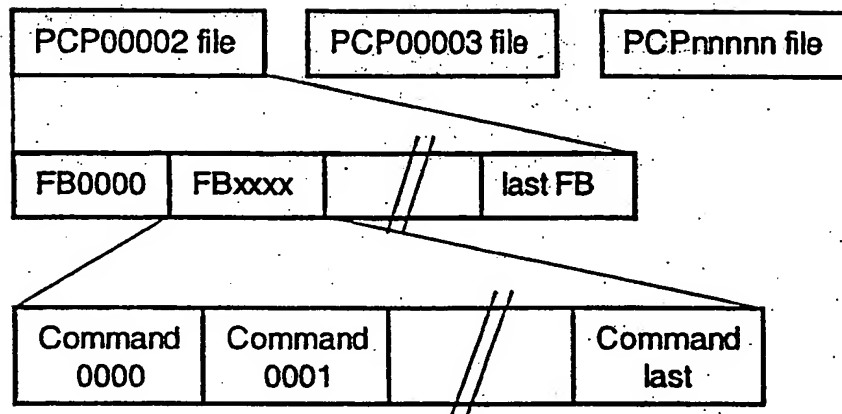 PCP00002 file PCP00003 file PCPnnnnn file
FB0000 FBxxxx last FB
Command Command Command
0000 0001 last